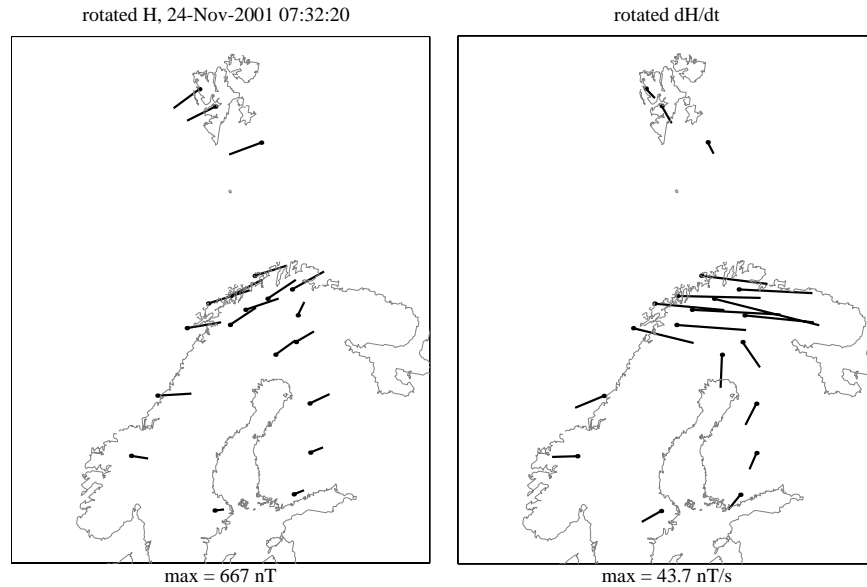 rotated H, 24-Nov-2001 07:32:20
rotated dH/dt
max = 667 nT
max = 43.7 nT/s